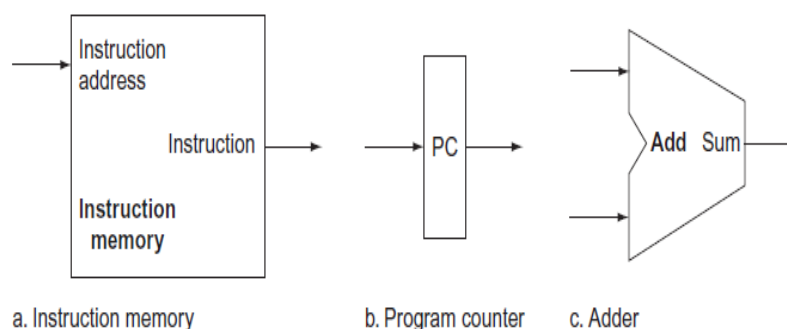 Instruction
address
Instruction
Instruction
memory
PC
Add Sum
a. Instruction memory
b. Program counter
c. Adder